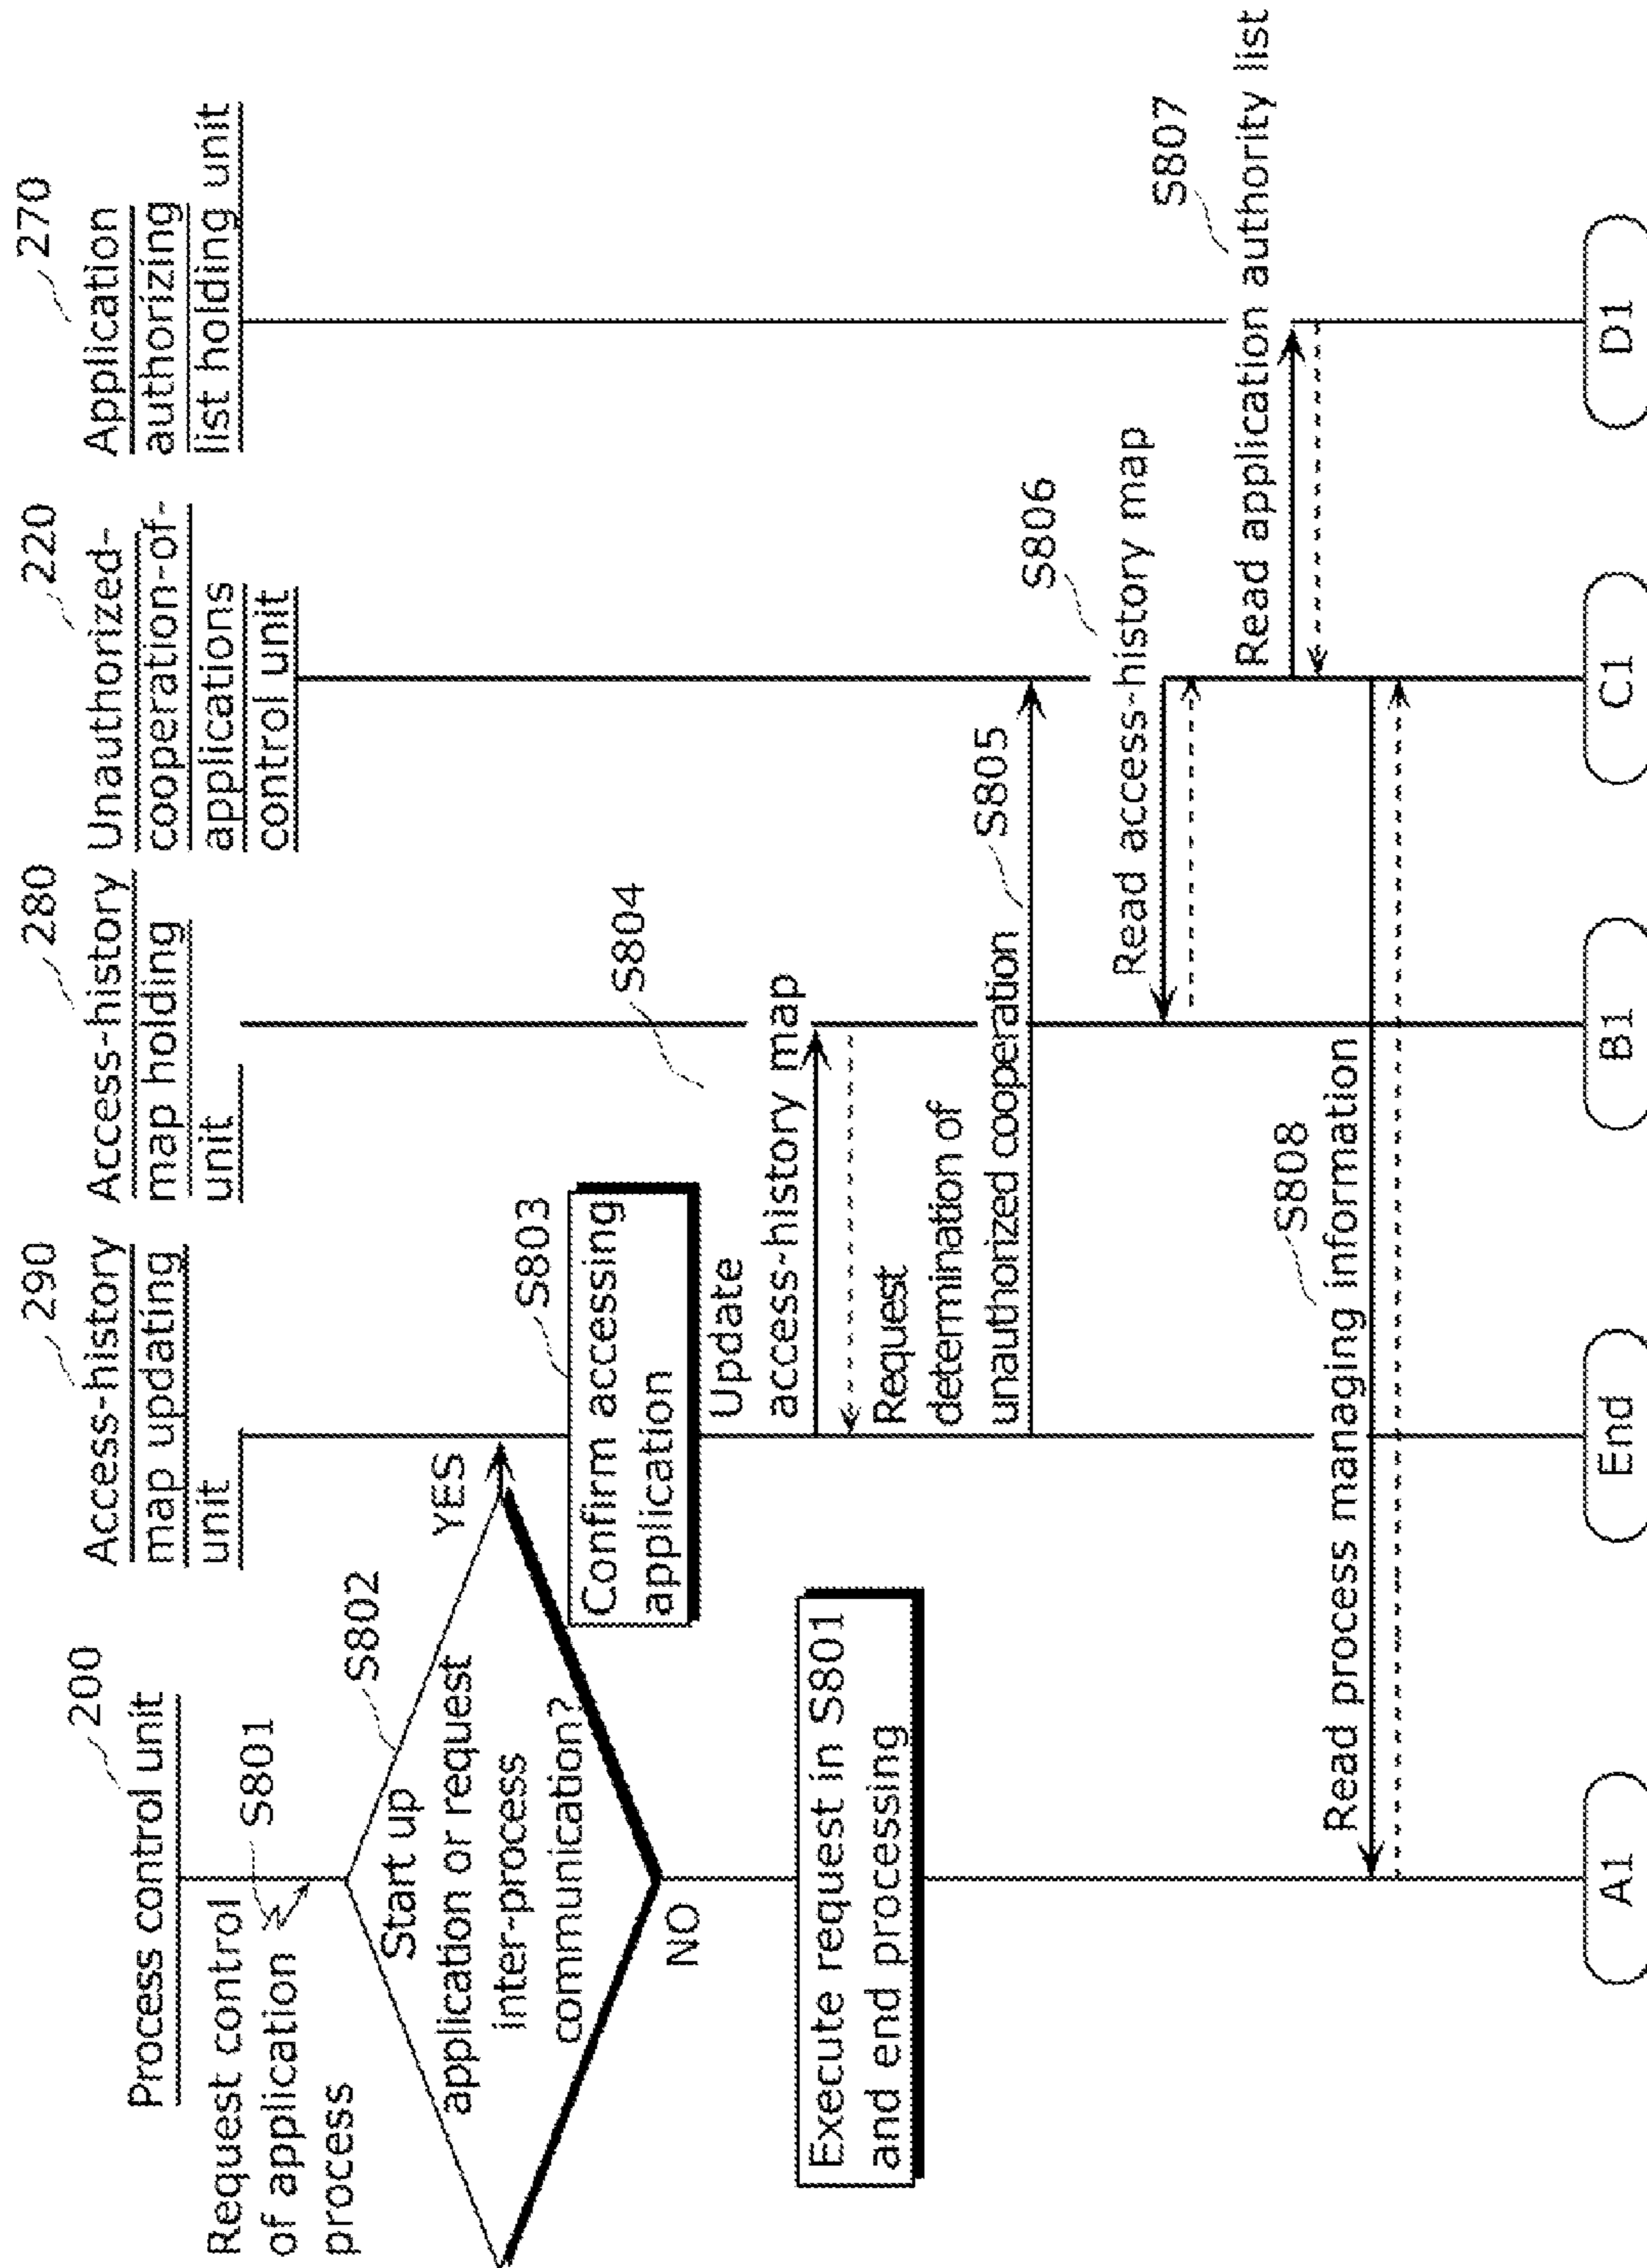 200
Process control unit
290
Access-history
map updating
unit
280
Access-history
map holding
unit
220
Unauthorized-
cooperation-of-
applications
control unit
270
Application
authorizing
list holding unit
Request control
of application
process
S801
S802
Start up
application or request
inter-process
communication?
YES
NO
S803
Confirm accessing
application
Execute request in S801
and end processing
S804
Update
access-history map
Request
determination of
unauthorized cooperation
S805
S806
Read access-history map
S807
Read application authority list
S808
Read process managing information
A1
End
B1
C1
D1